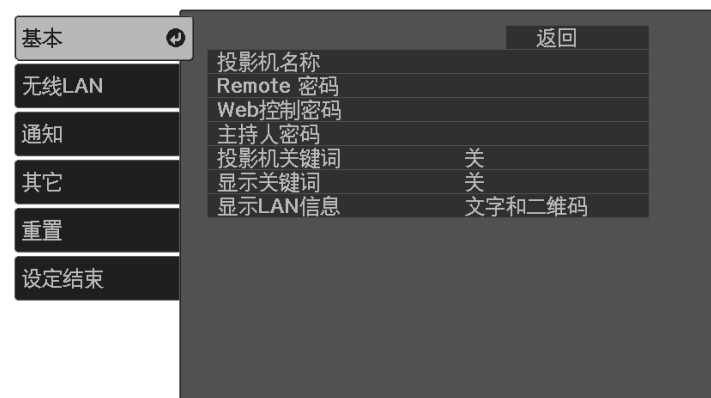 基本
无线LAN
通知
其它
重置
设定结束
返回
投影机名称
Remote 密码
Web控制密码
主持人密码
投影机关键词 关
显示关键词 关
显示LAN信息 文字和二维码